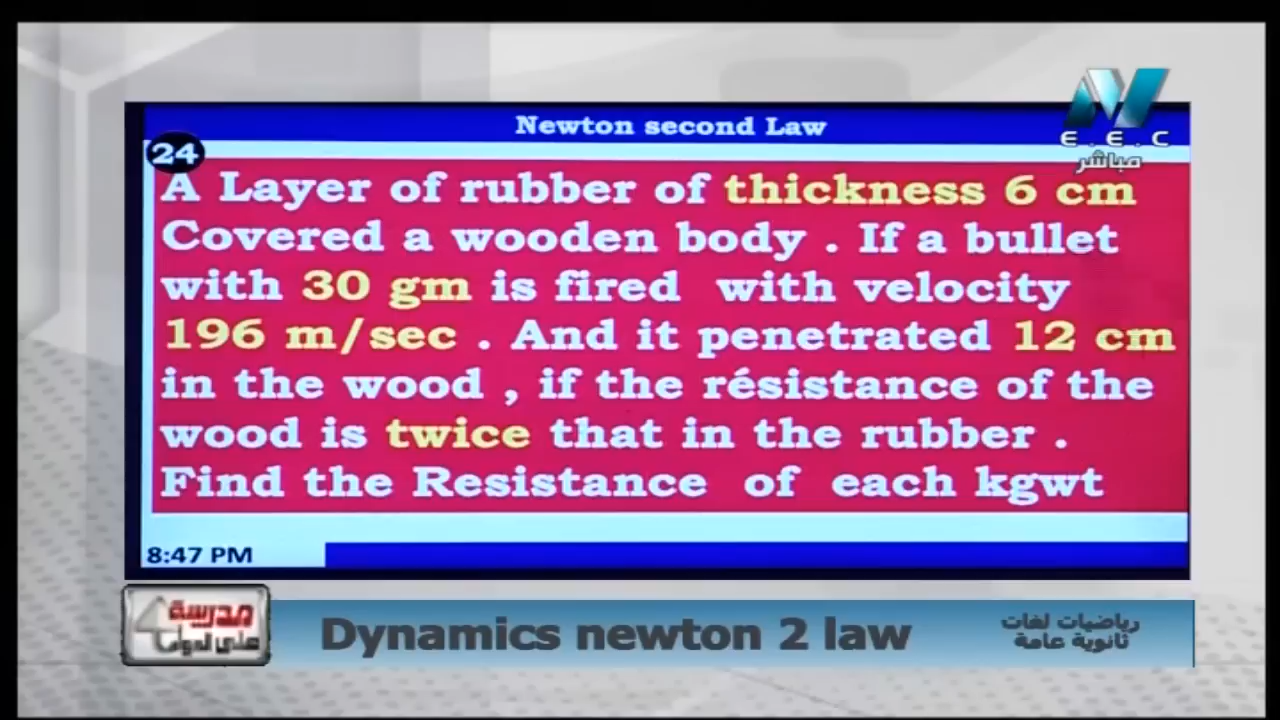 Newton second Law
E.E.C
مباشر
24
A Layer of rubber of thickness 6 cm
Covered a wooden body . If a bullet
with 30 gm is fired with velocity
196 m/sec . And it penetrated 12 cm
in the wood , if the résistance of the
wood is twice that in the rubber .
Find the Resistance of each kgwt
8:47 PM
مدرسة
على الهوا
Dynamics newton 2 law
رياضيات لغات
ثانوية عامة